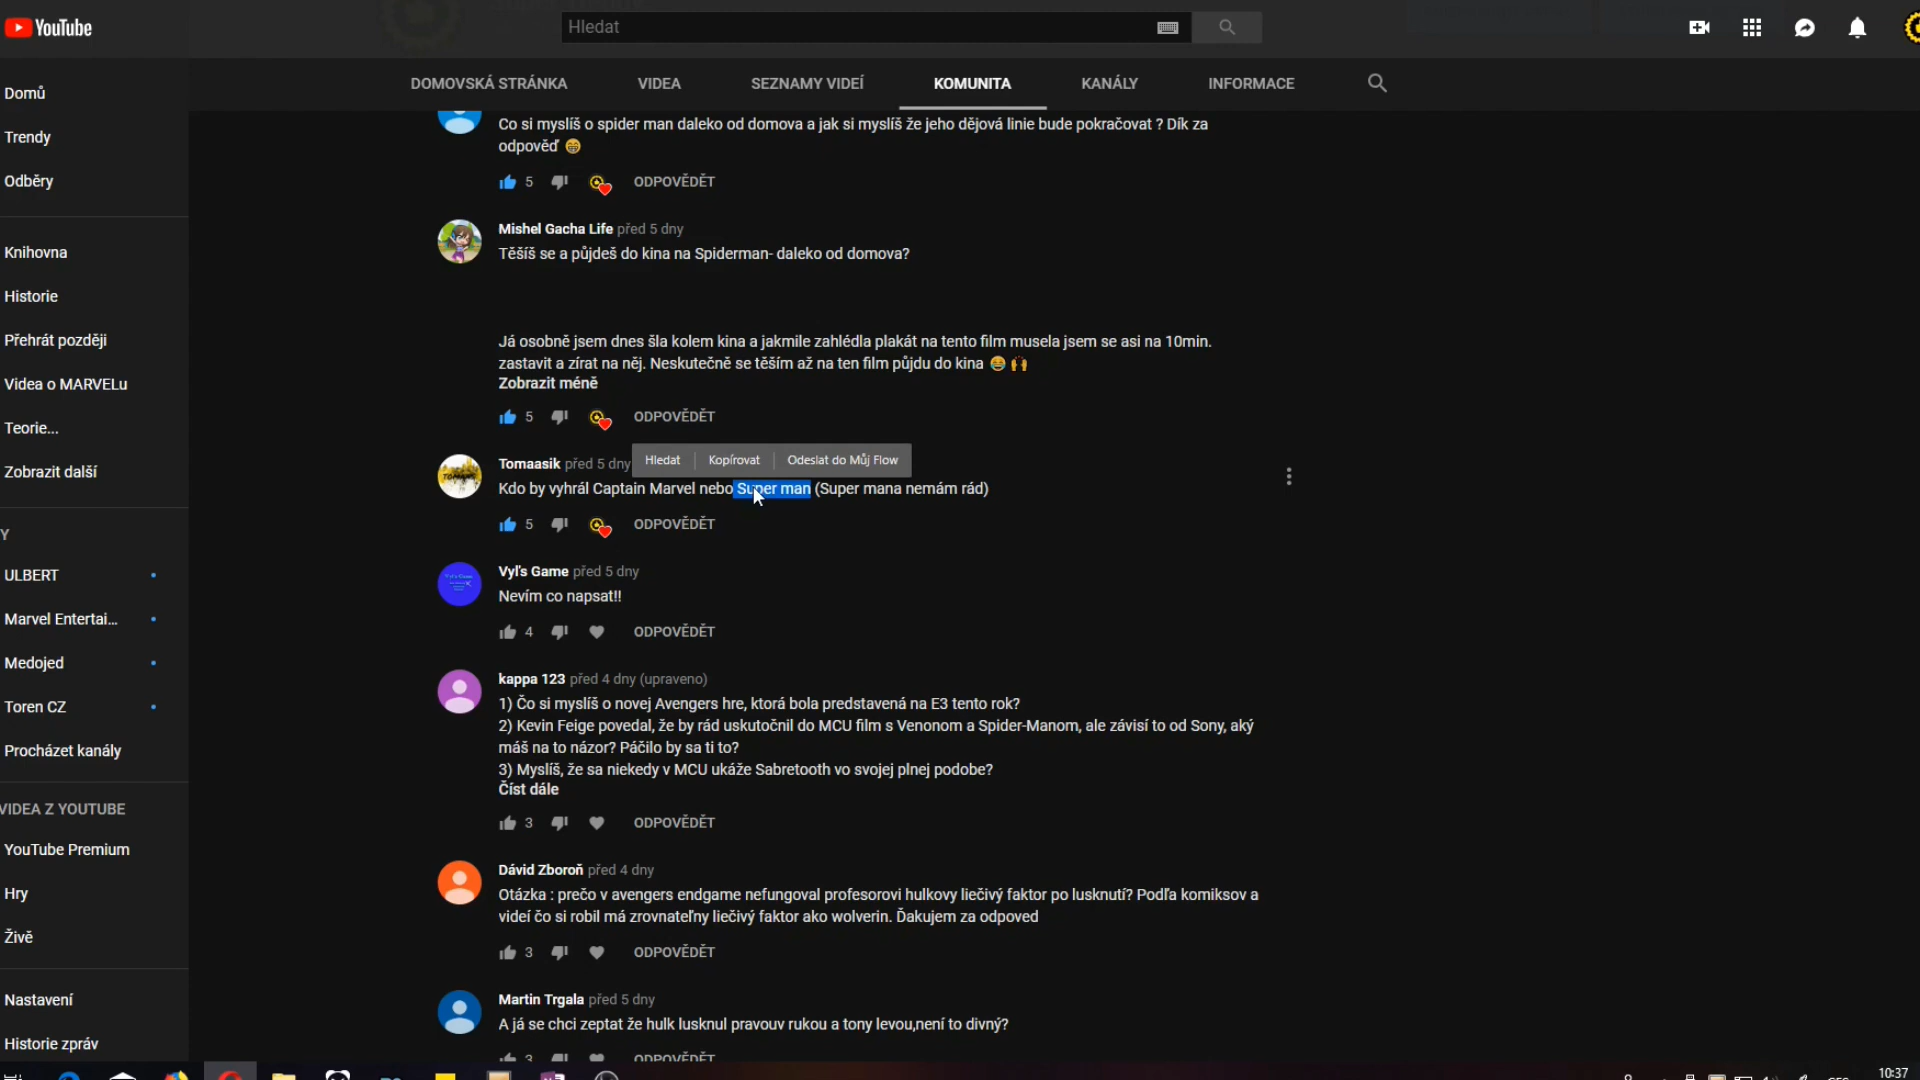 YouTube
Hledat
DOMOVSKÁ STRÁNKA
VIDEA
SEZNAMY VIDEÍ
KOMUNITA
KANÁLY
INFORMACE
Domů
Trendy
Odběry
Knihovna
Historie
Přehrát později
Videa o MARVELu
Teorie...
Zobrazit další
Y
ULBERT
Marvel Entertai...
Medojed
Toren CZ
Procházet kanály
VIDEA Z YOUTUBE
YouTube Premium
Hry
Živě
Nastavení
Historie zpráv
Co si myslíš o spider man daleko od domova a jak si myslíš že jeho dějová linie bude pokračovat ? Dík za
odpověď 😁
5 ODPOVĚDĚT
Mishel Gacha Life před 5 dny
Těšíš se a půjdeš do kina na Spiderman- daleko od domova?
Já osobně jsem dnes šla kolem kina a jakmile zahlédla plakát na tento film musela jsem se asi na 10min.
zastavit a zírat na něj. Neskutečně se těším až na ten film půjdu do kina 😂 🙌
Zobrazit méně
5 ODPOVĚDĚT
Tomaasik před 5 dny
Hledat Kopírovat Odeslat do Můj Flow
Kdo by vyhrál Captain Marvel nebo Super man (Super mana nemám rád)
5 ODPOVĚDĚT
Vyl's Game před 5 dny
Nevím co napsat!!
4 ODPOVĚDĚT
kappa 123 před 4 dny (upraveno)
1) Čo si myslíš o novej Avengers hre, ktorá bola predstavená na E3 tento rok?
2) Kevin Feige povedal, že by rád uskutočnil do MCU film s Venonom a Spider-Manom, ale závisí to od Sony, aký
máš na to názor? Páčilo by sa ti to?
3) Myslíš, že sa niekedy v MCU ukáže Sabretooth vo svojej plnej podobe?
Číst dále
3 ODPOVĚDĚT
Dávid Zboroň před 4 dny
Otázka : prečo v avengers endgame nefungoval profesorovi hulkovy liečivý faktor po lusknutí? Podľa komiksov a
videí čo si robil má zrovnateľny liečivý faktor ako wolverin. Ďakujem za odpoved
3 ODPOVĚDĚT
Martin Trgala před 5 dny
A já se chci zeptat že hulk lusknul pravouv rukou a tony levou,není to divný?
3 ODPOVĚDĚT
10:37